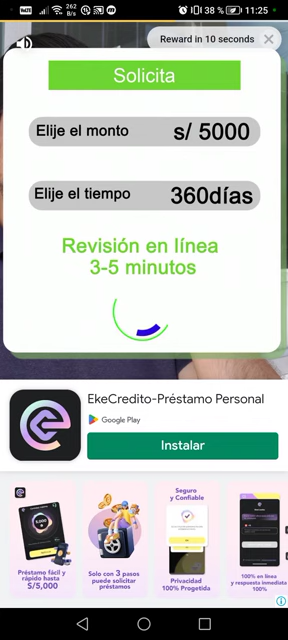 262
B/s
38 %
11:25
Reward in 10 seconds
Solicita
Elije el monto
s/ 5000
Elije el tiempo
360días
Revisión en línea
3-5 minutos
EkeCredito-Préstamo Personal
Google Play
Instalar
Préstamo fácil y
rápido hasta
S/5,000
Solo con 3 pasos
puede solicitar
préstamos
Seguro
y Confiable
Privacidad
100% Progetida
100% en línea
y respuesta inmediata
100%